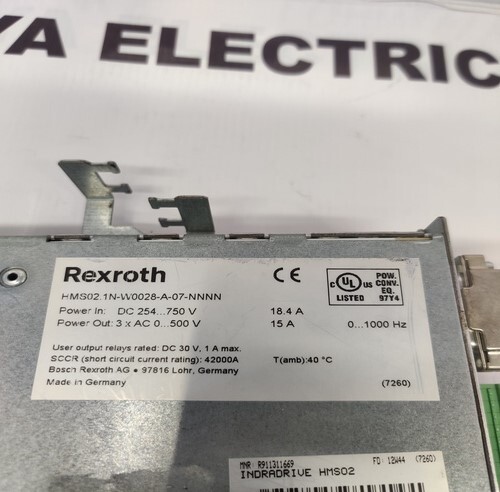 YA ELECTRIC
Rexroth
CE
HMS02.1N-W0028-A-07-NNNN
Power In: DC 254...750 V 18.4 A
Power Out: 3 x AC 0...500 V 15 A 0...1000 Hz
c UL us
LISTED
POW.
CONV.
EQ.
97Y4
User output relays rated: DC 30 V, 1 A max.
SCCR (short circuit current rating): 42000A T(amb):40 °C
Bosch Rexroth AG • 97816 Lohr, Germany
Made in Germany (7260)
MNR: R911311669 FD: 12W44 (7260)
INDRADRIVE HMS02